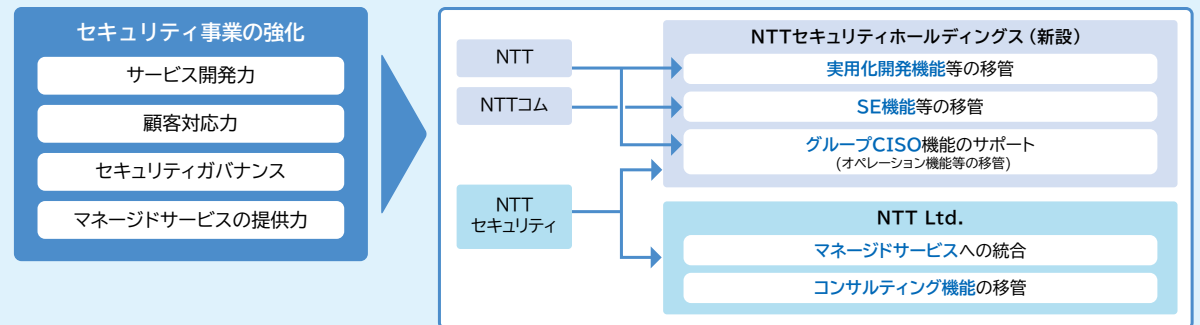 セキュリティ事業の強化
サービス開発力
顧客対応力
セキュリティガバナンス
マネージドサービスの提供力
NTT
NTTコム
NTT
セキュリティ
NTTセキュリティホールディングス（新設）
実用化開発機能等の移管
SE機能等の移管
グループCISO機能のサポート
(オペレーション機能等の移管)
NTT Ltd.
マネージドサービスへの統合
コンサルティング機能の移管